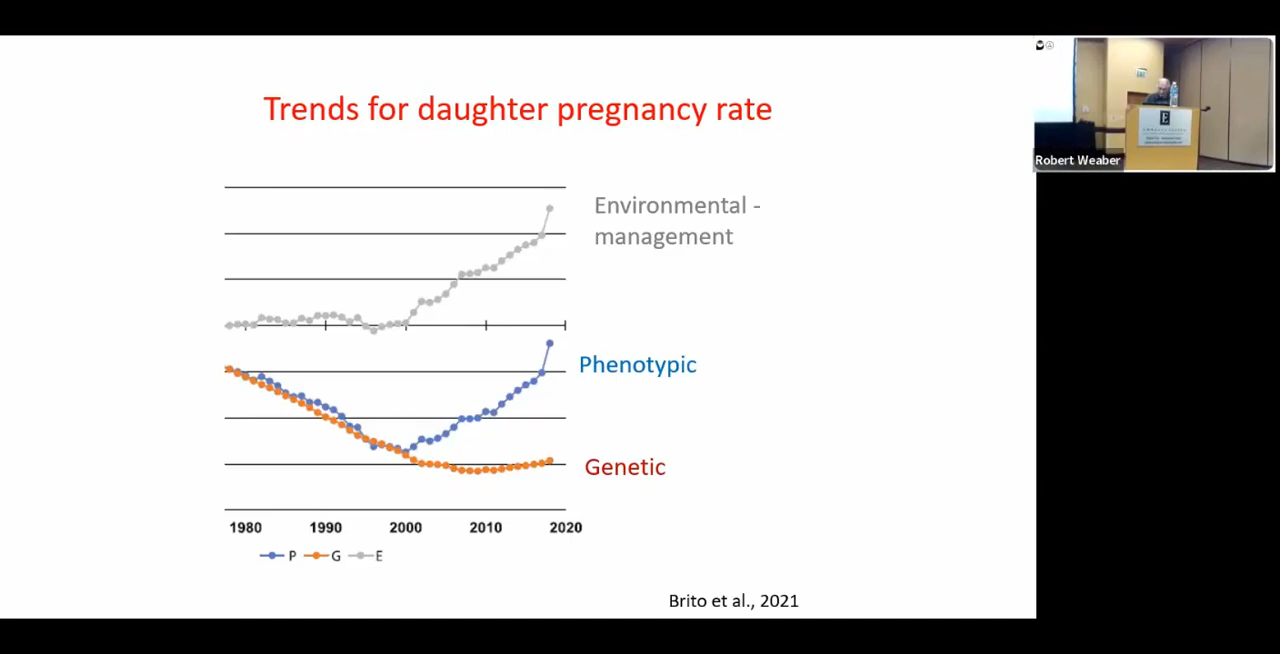 Trends for daughter pregnancy rate
Environmental -
management
Phenotypic
Genetic
1980 1990 2000 2010 2020
P G E
Brito et al., 2021
Robert Weaber
E